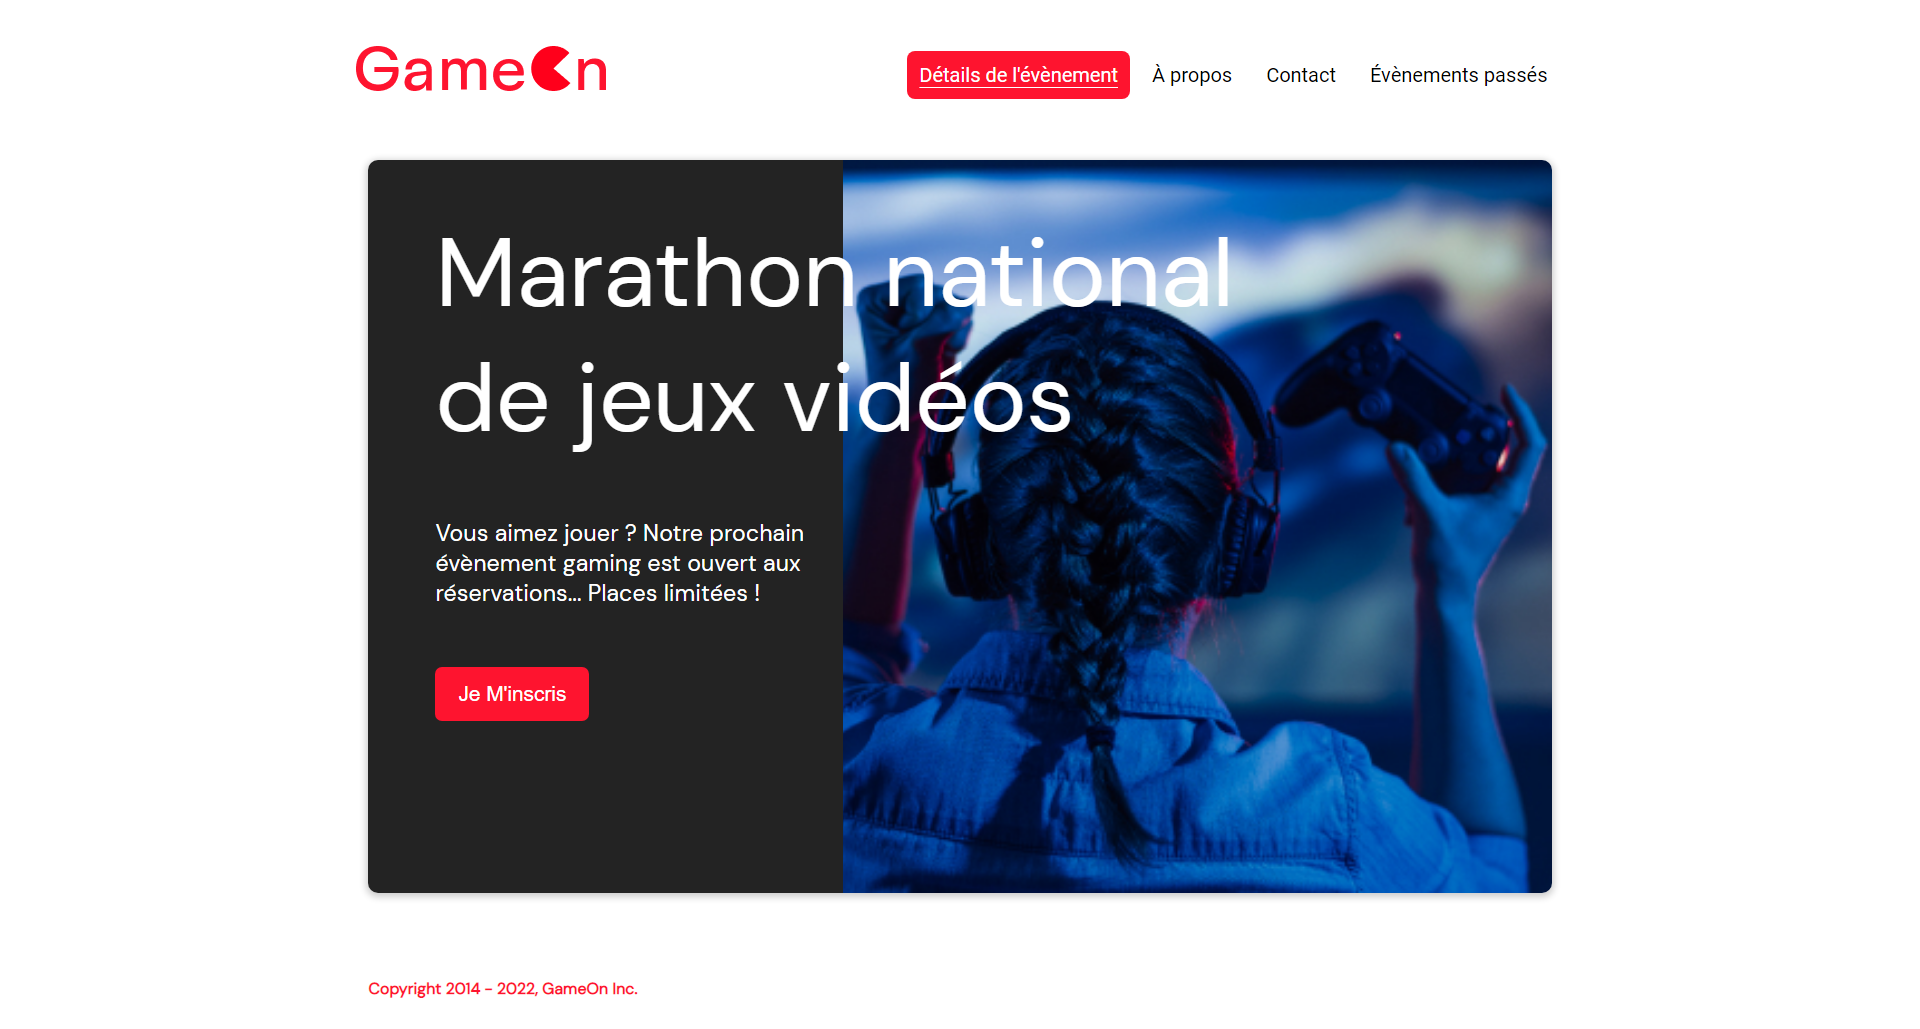 GameOn
Détails de l'évènement
À propos
Contact
Évènements passés
Marathon national
de jeux vidéos
Vous aimez jouer ? Notre prochain
évènement gaming est ouvert aux
réservations... Places limitées !
Je M'inscris
Copyright 2014 - 2022, GameOn Inc.